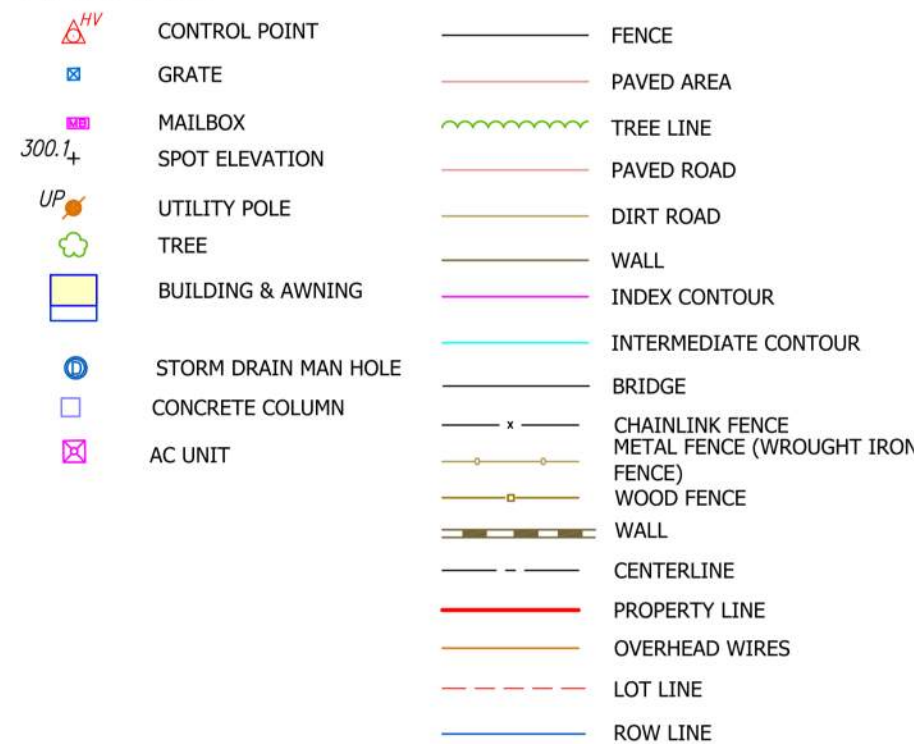 HV
CONTROL POINT
GRATE
MB
MAILBOX
300.1
SPOT ELEVATION
UP
UTILITY POLE
TREE
BUILDING & AWNING
D
STORM DRAIN MAN HOLE
CONCRETE COLUMN
AC UNIT
FENCE
PAVED AREA
TREE LINE
PAVED ROAD
DIRT ROAD
WALL
INDEX CONTOUR
INTERMEDIATE CONTOUR
BRIDGE
x
CHAINLINK FENCE
METAL FENCE (WROUGHT IRON
FENCE)
WOOD FENCE
WALL
CENTERLINE
PROPERTY LINE
OVERHEAD WIRES
LOT LINE
ROW LINE